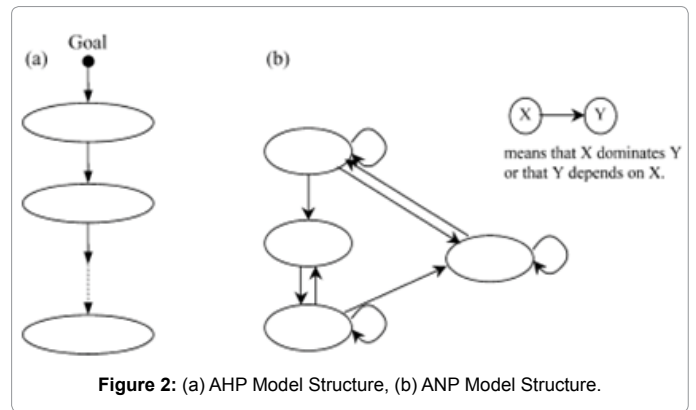 Goal
(a)
(b)
X
Y
means that X dominates Y
or that Y depends on X.
Figure 2: (a) AHP Model Structure, (b) ANP Model Structure.